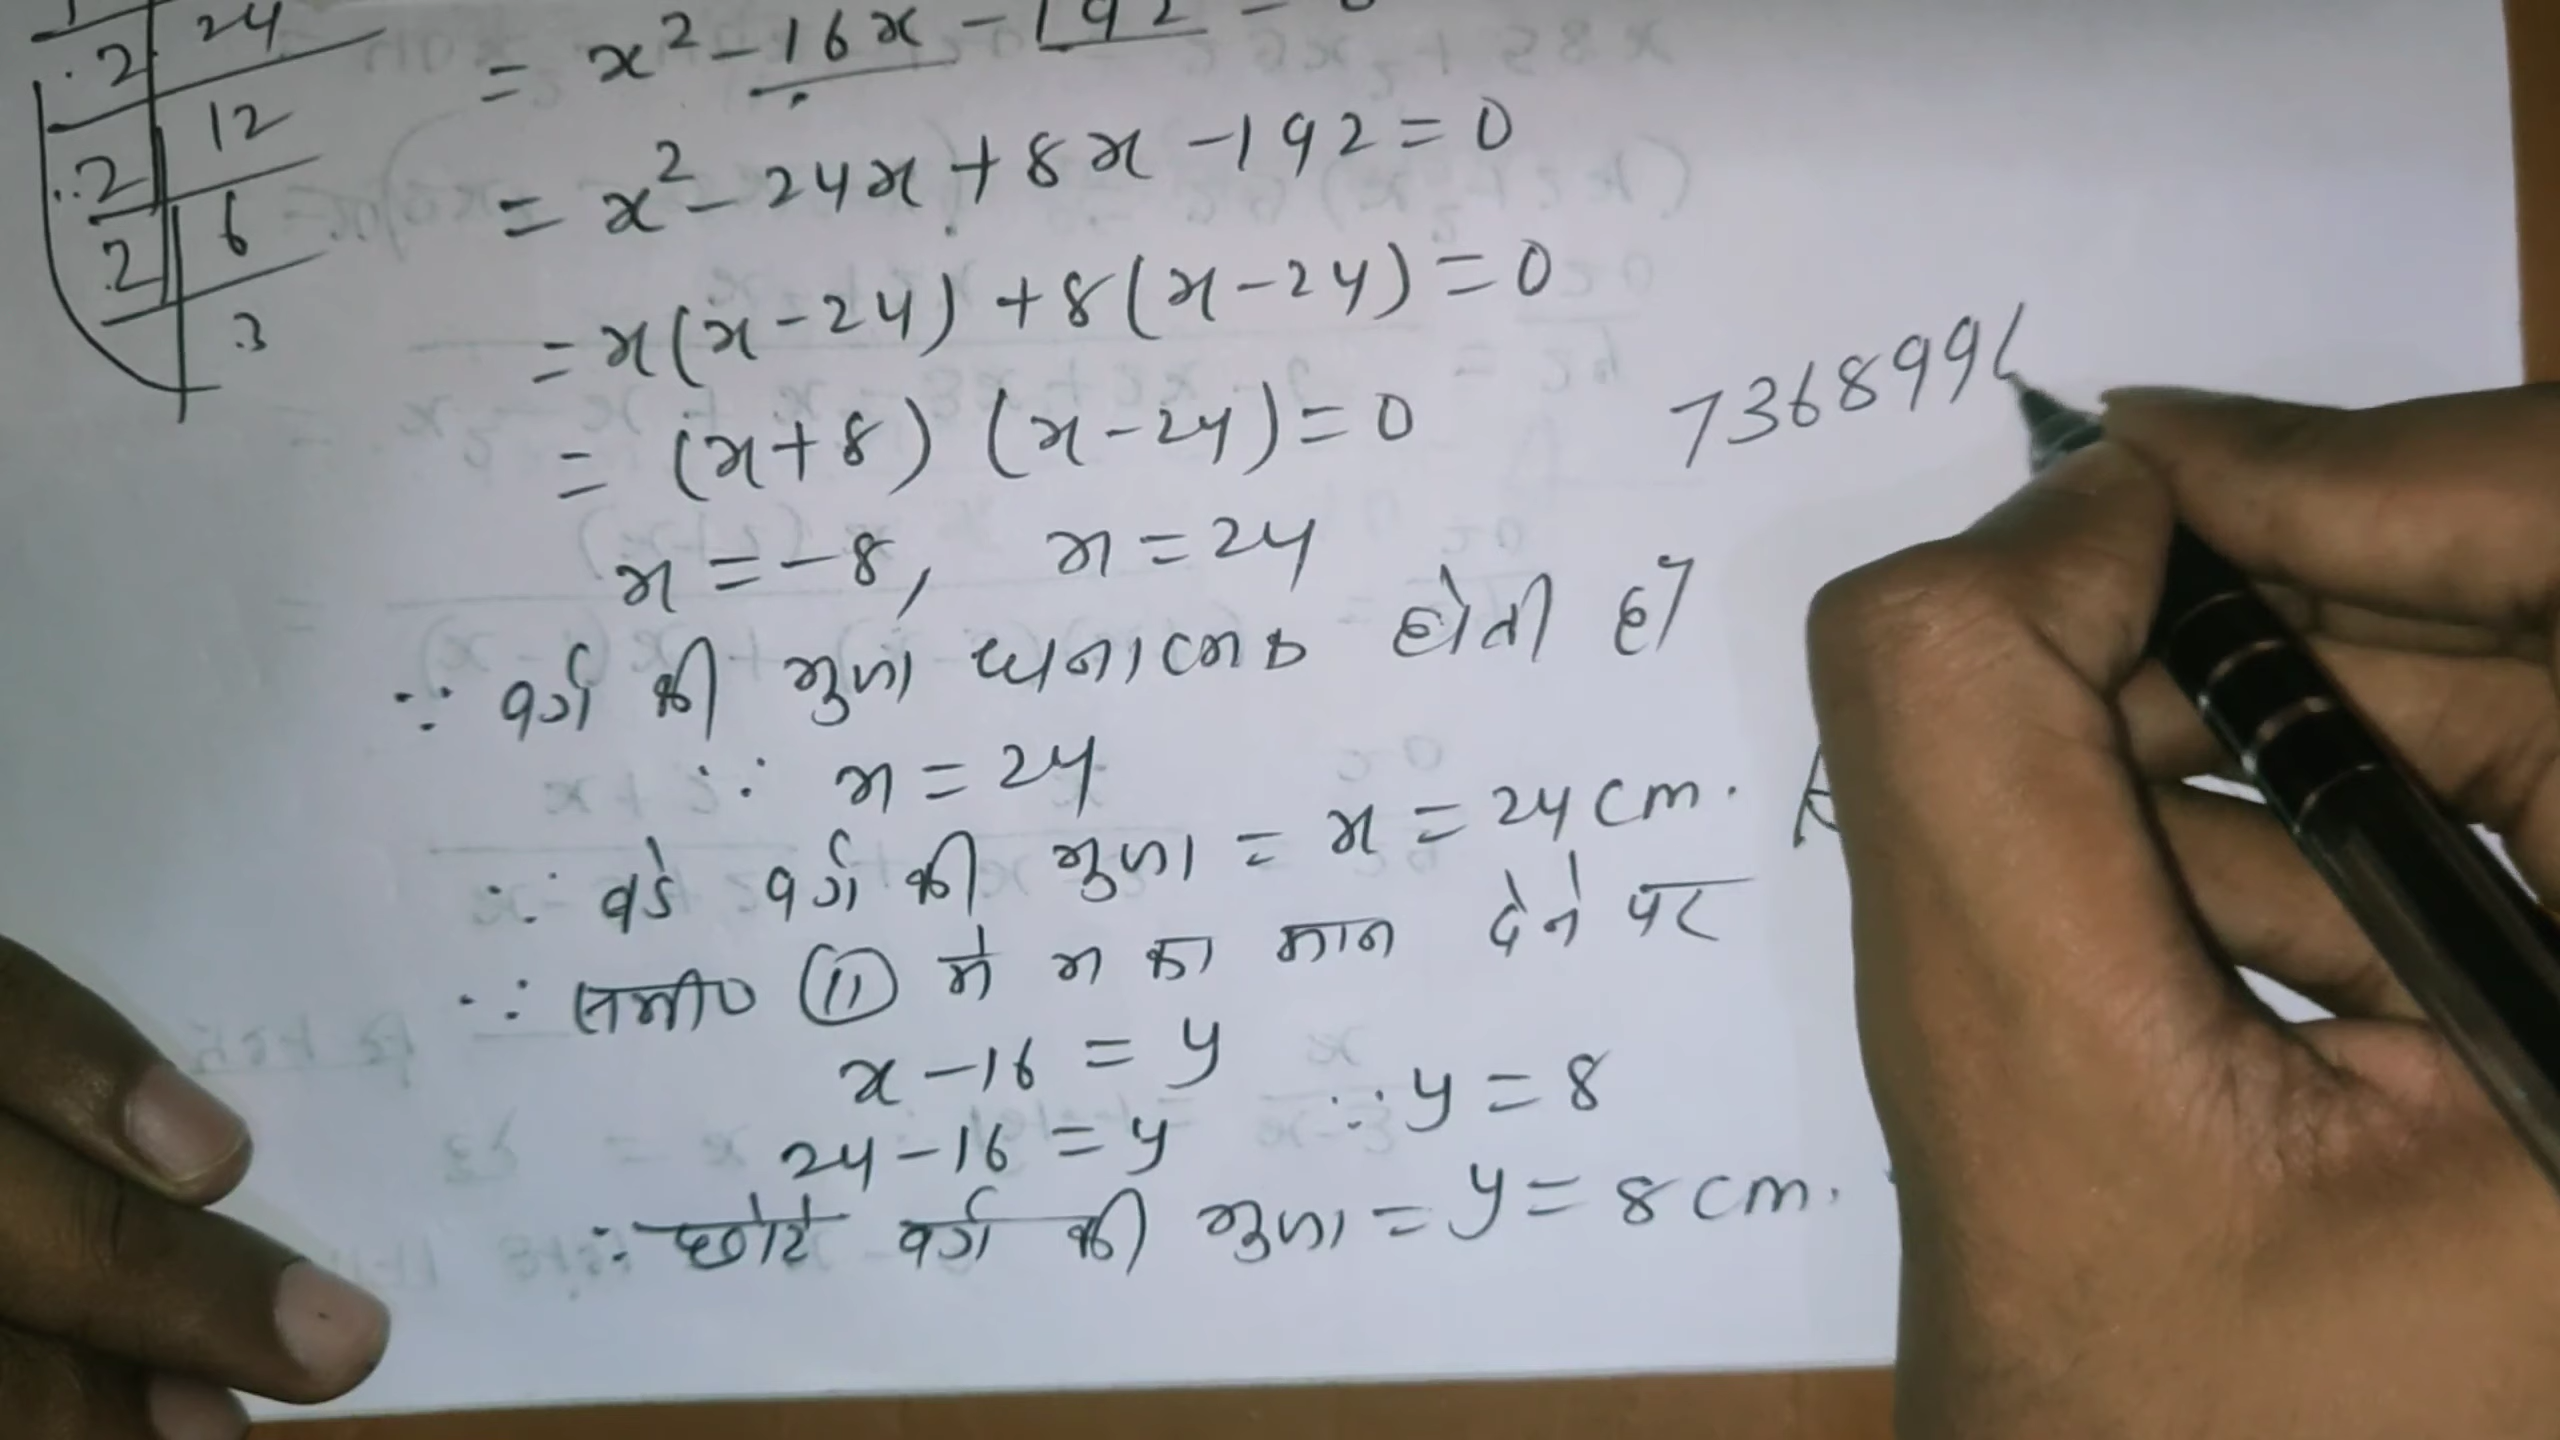 2 24
2 12
2 6
3
= x² - 16x - 192 =
= x² - 24x + 8x - 192 = 0
= x(x-24) + 8(x-24) = 0
= (x+8) (x-24) = 0
7368996
x = -8, x = 24
∵ वर्ग की भुजा धनात्मक होती है
∴ x = 24
∵ बड़े वर्ग की भुजा = x = 24 cm.
∵ समी० (11) में x का मान देने पर
x - 16 = y
24 - 16 = y ∵ y = 8
∵ छोटे वर्ग की भुजा = y = 8 cm.